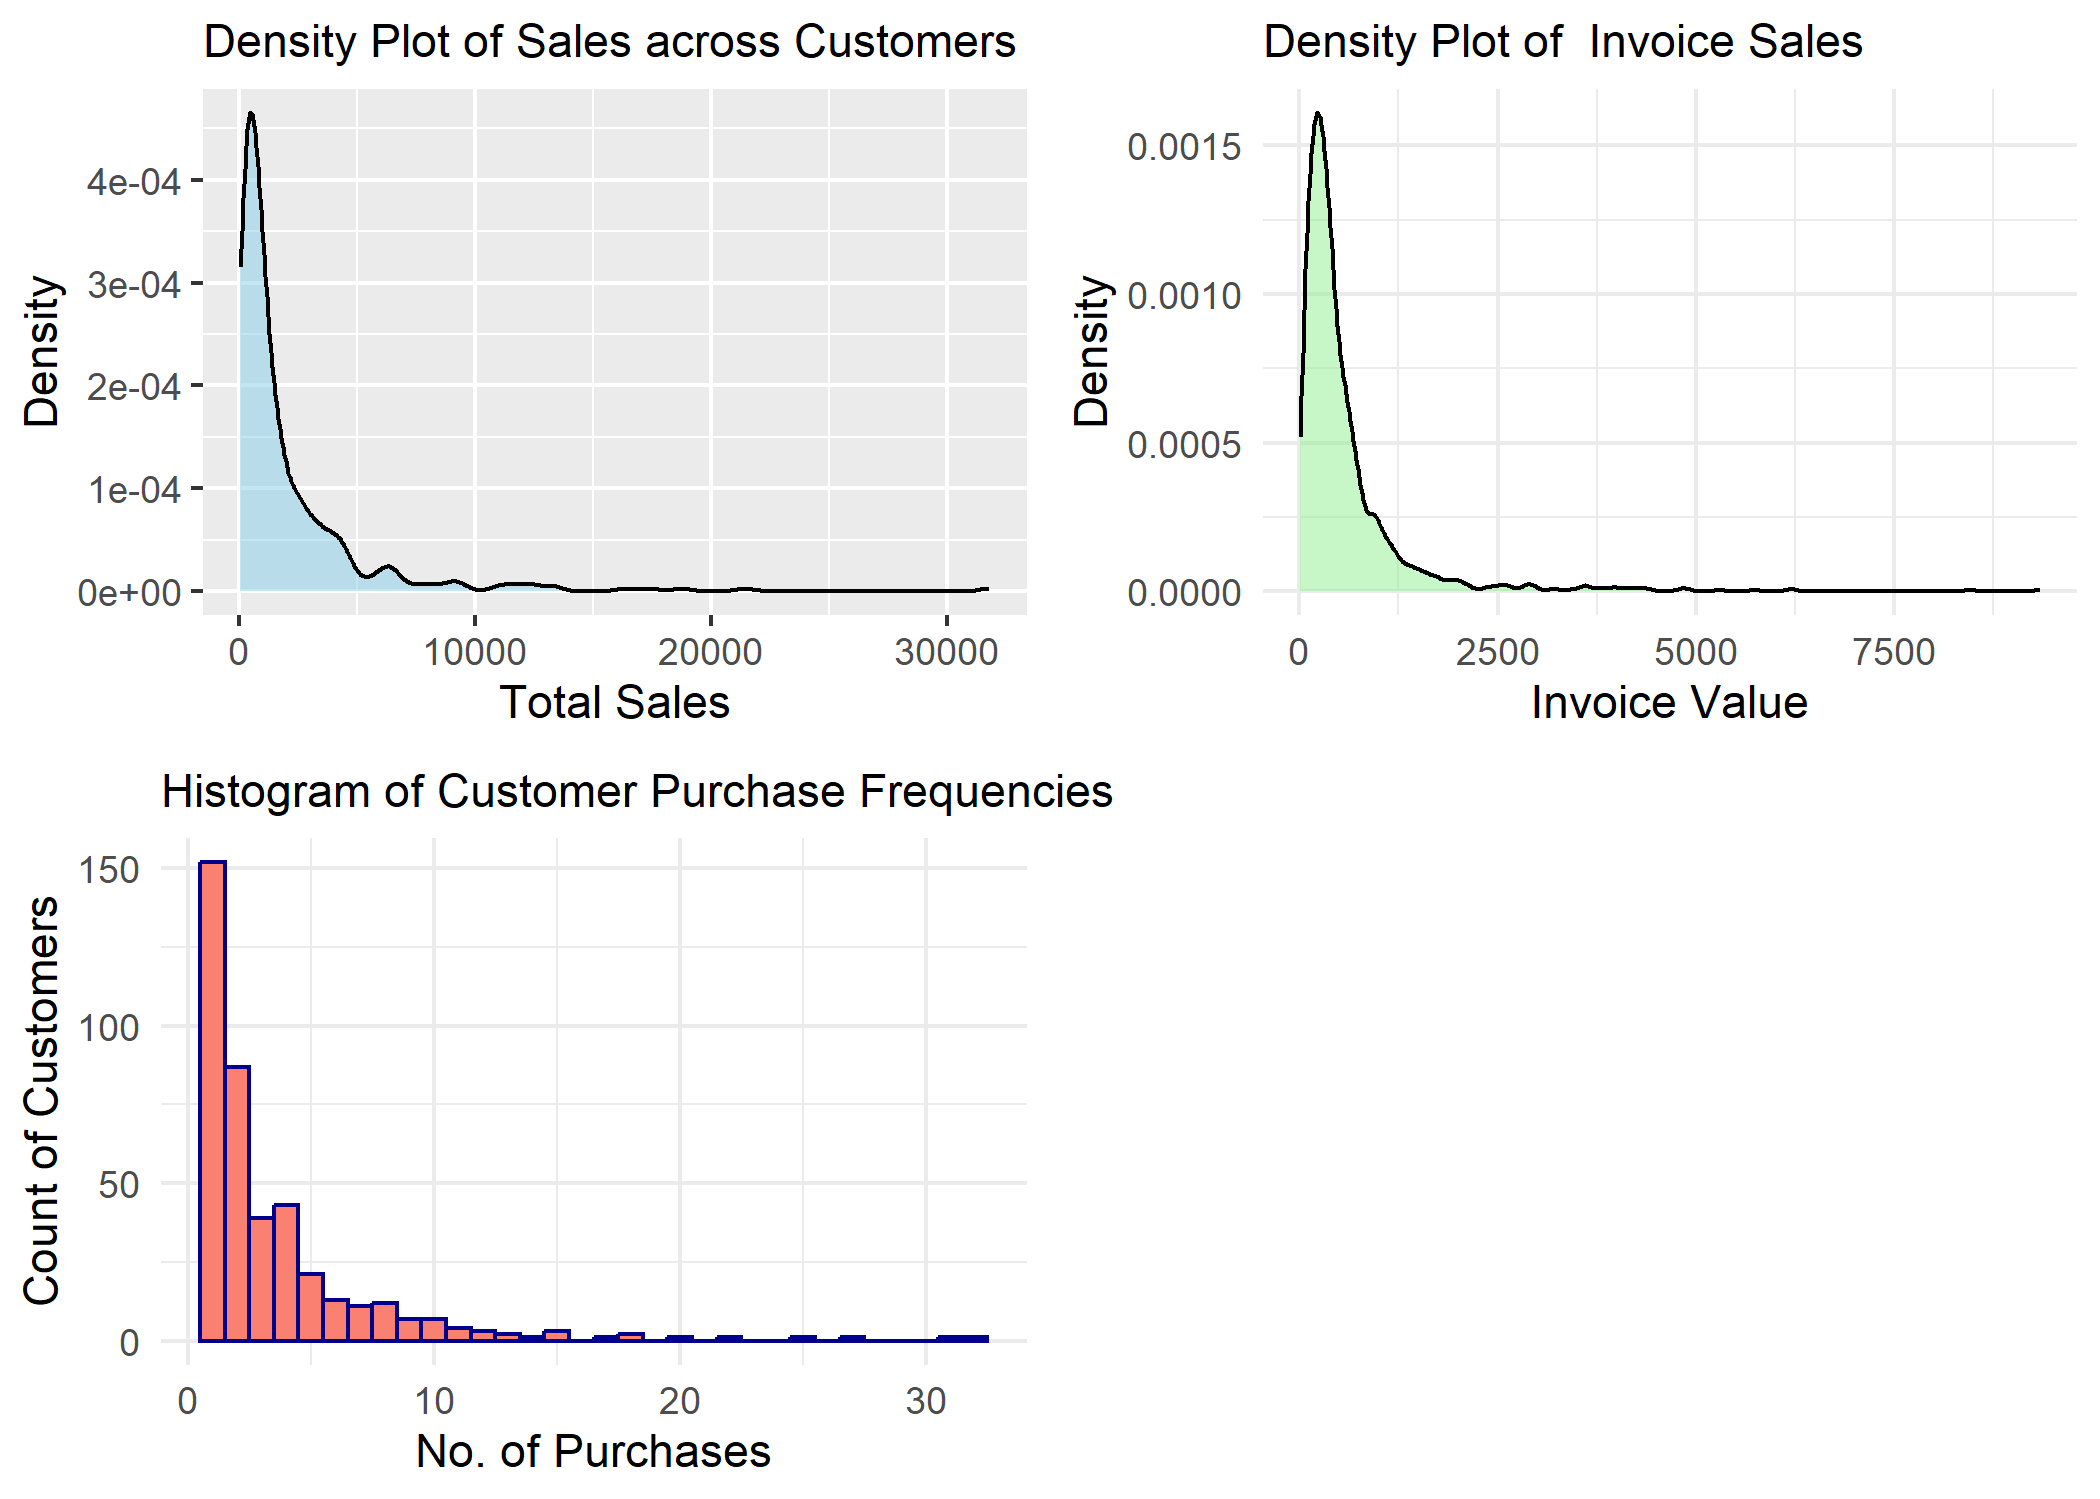 Density Plot of Sales across Customers
Density
4e-04
3e-04
2e-04
1e-04
0e+00
0 10000 20000 30000
Total Sales
Density Plot of  Invoice Sales
Density
0.0015
0.0010
0.0005
0.0000
0 2500 5000 7500
Invoice Value
Histogram of Customer Purchase Frequencies
Count of Customers
150
100
50
0
0 10 20 30
No. of Purchases